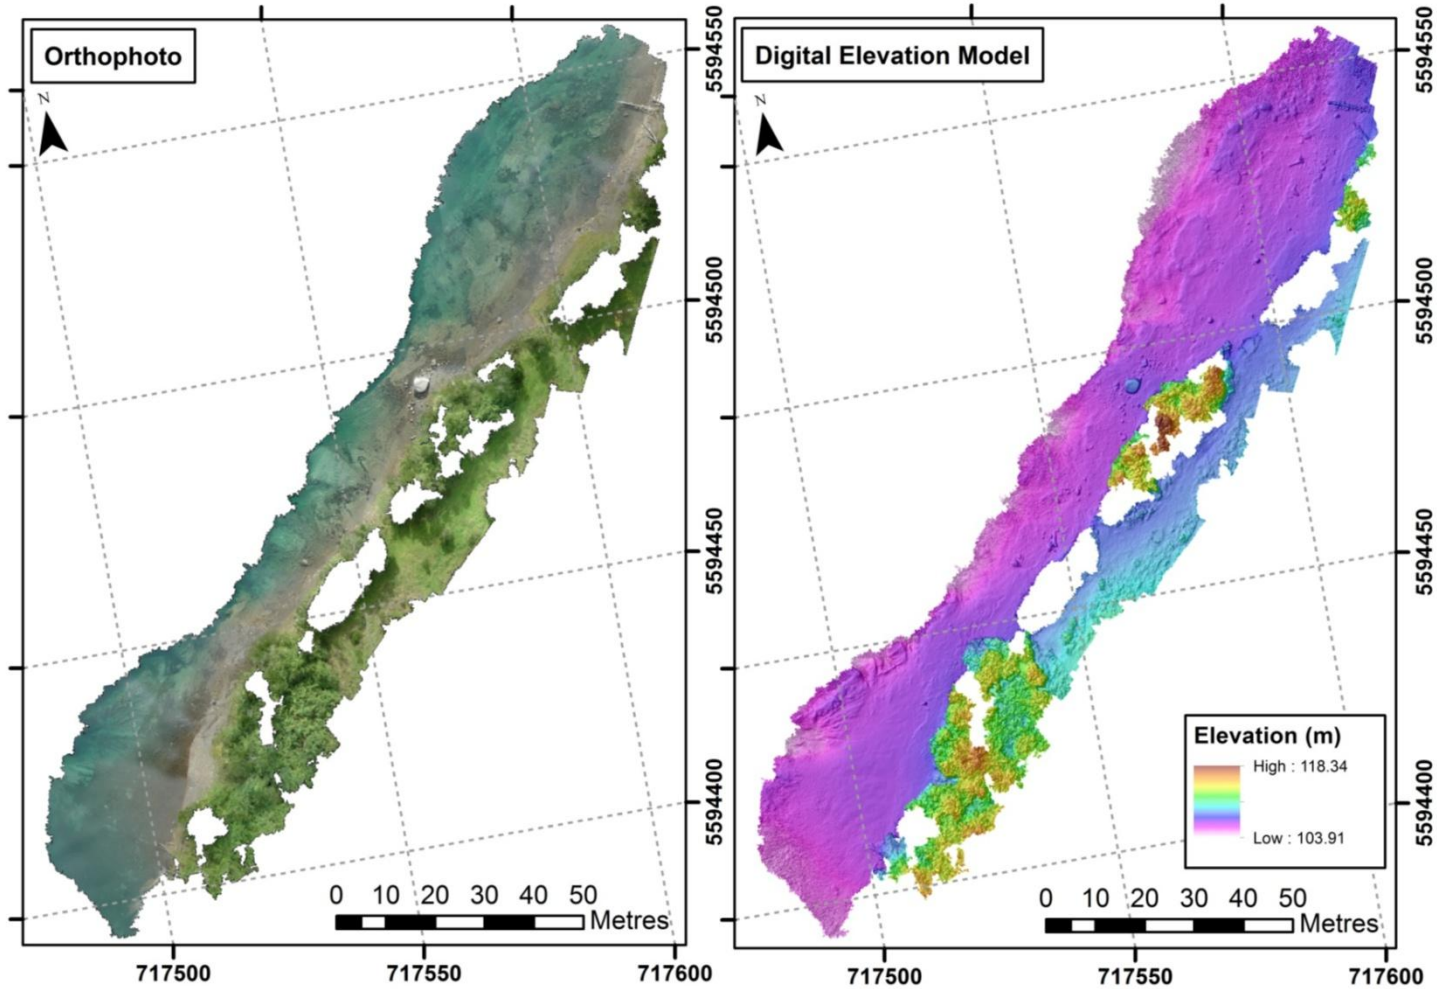 Orthophoto
N
5594550
5594500
5594450
5594400
0 10 20 30 40 50
Metres
717500 717550 717600
Digital Elevation Model
N
5594550
5594500
5594450
5594400
Elevation (m)
High : 118.34
Low : 103.91
0 10 20 30 40 50
Metres
717500 717550 717600